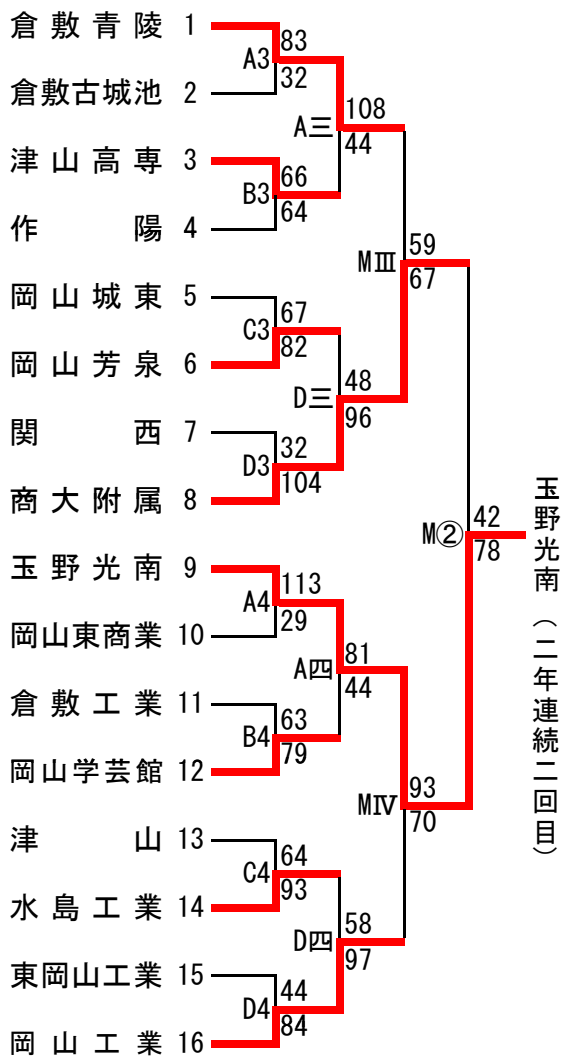 倉敷青陵 1
83
A3
32
倉敷古城池 2
108
A三
44
津山高専 3
66
B3
64
作陽 4
59
MⅢ
67
岡山城東 5
67
C3
82
岡山芳泉 6
48
D三
96
関西 7
32
D3
104
商大附属 8
42
M②
78
玉野光南（二年連続二回目）
玉野光南 9
113
A4
29
岡山東商業 10
81
A四
44
倉敷工業 11
63
B4
79
岡山学芸館 12
93
MⅣ
70
津山 13
64
C4
93
水島工業 14
58
D四
97
東岡山工業 15
44
D4
84
岡山工業 16